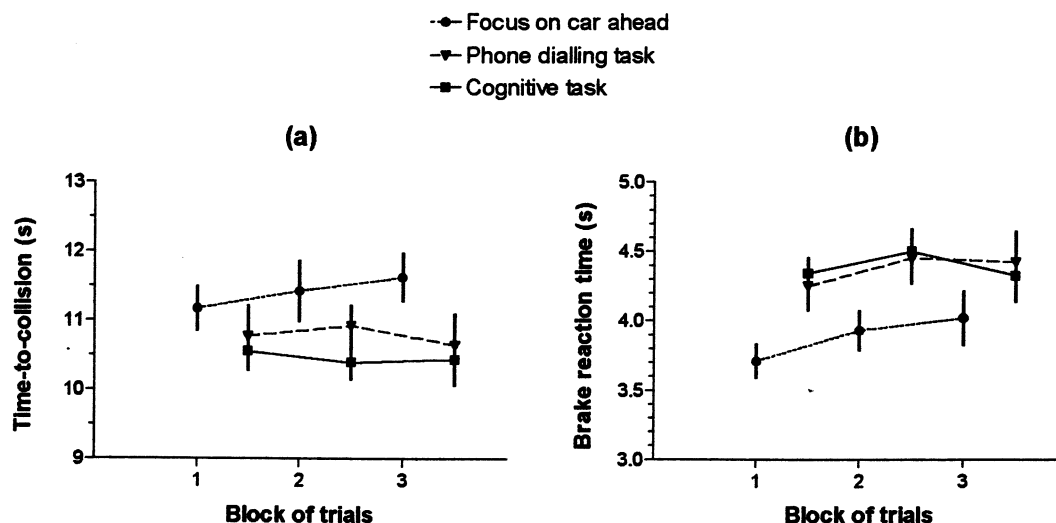 Focus on car ahead
Phone dialling task
Cognitive task
(a)
Time-to-collision (s)
13
12
11
10
9
1 2 3
Block of trials
(b)
Brake reaction time (s)
5.0
4.5
4.0
3.5
3.0
1 2 3
Block of trials